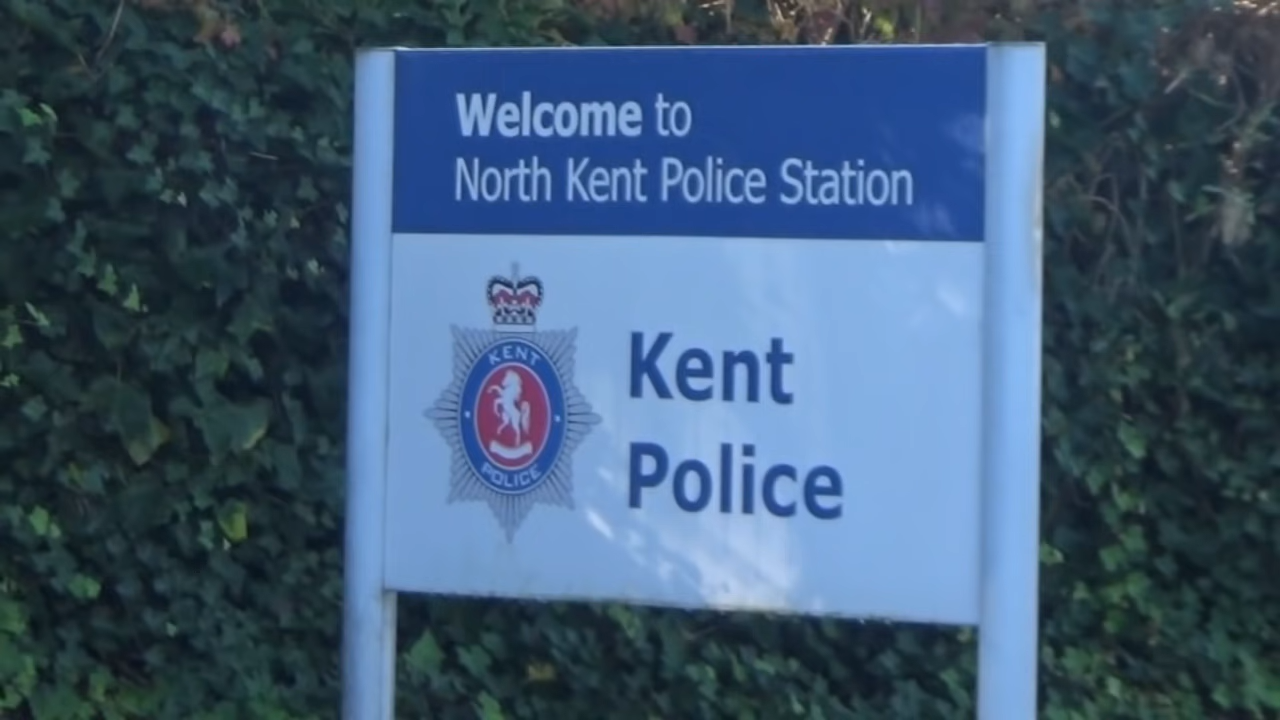 Welcome to
North Kent Police Station
KENT
POLICE
Kent
Police